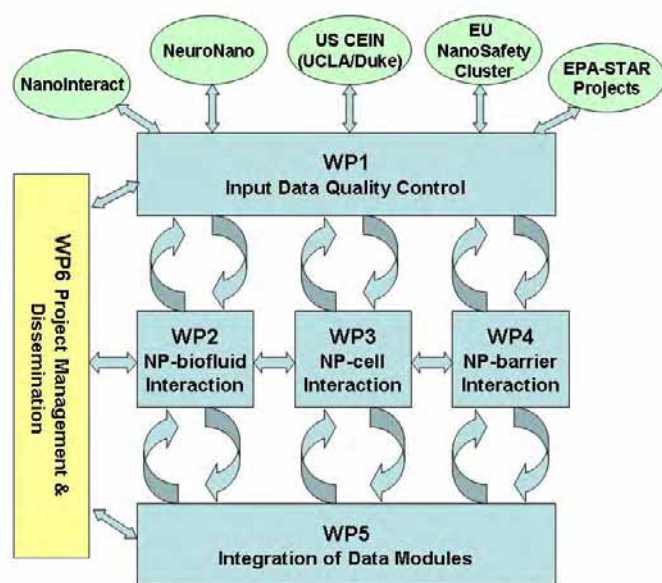 NanoInteract
NeuroNano
US CEIN
(UCLA/Duke)
EU
NanoSafety
Cluster
EPA-STAR
Projects
WP1
Input Data Quality Control
WP6 Project Management &
Dissemination
WP2
NP-biofluid
Interaction
WP3
NP-cell
Interaction
WP4
NP-barrier
Interaction
WP5
Integration of Data Modules